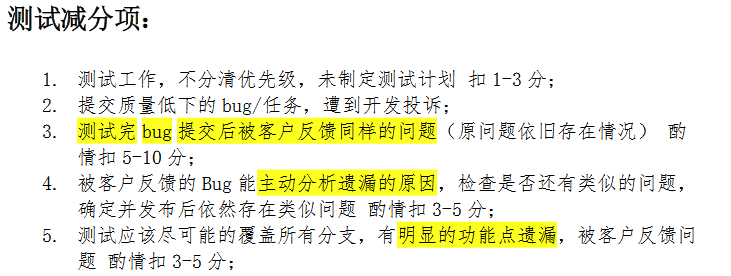 测试减分项：
1. 测试工作，不分清优先级，未制定测试计划 扣1-3分；
2. 提交质量低下的bug/任务，遭到开发投诉；
3. 测试完 bug 提交后被客户反馈同样的问题（原问题依旧存在情况） 酌
情扣5-10分；
4. 被客户反馈的Bug能主动分析遗漏的原因，检查是否还有类似的问题，
确定并发布后依然存在类似问题 酌情扣3-5分；
5. 测试应该尽可能的覆盖所有分支，有明显的功能点遗漏，被客户反馈问
题 酌情扣3-5分；